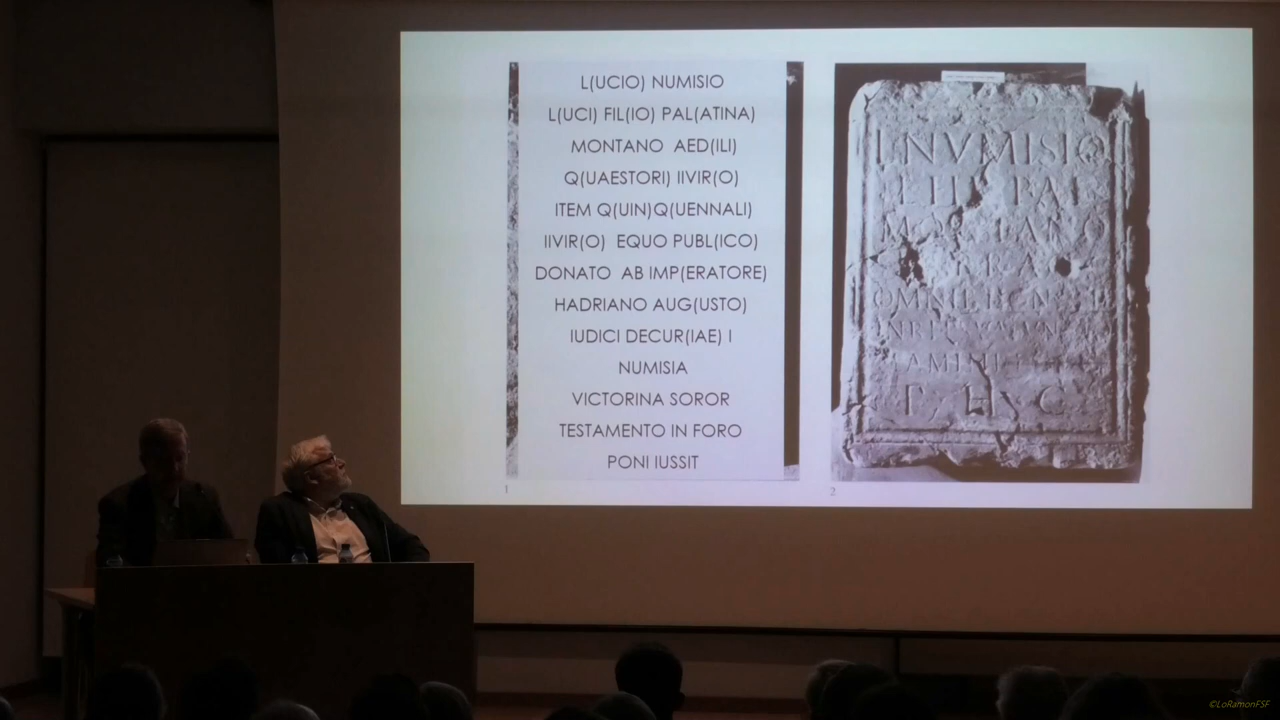 L(UCIO) NUMISIO
L(UCI) FIL(IO) PAL(ATINA)
MONTANO AED(ILI)
Q(UAESTORI) IIVIR(O)
ITEM Q(UIN)Q(UENNALI)
IIVIR(O) EQUO PUBL(ICO)
DONATO AB IMP(ERATORE)
HADRIANO AUG(USTO)
IUDICI DECUR(IAE) I
NUMISIA
VICTORINA SOROR
TESTAMENTO IN FORO
PONI IUSSIT
1
L NVMISIO
P H C
2
©LoRamonFSF